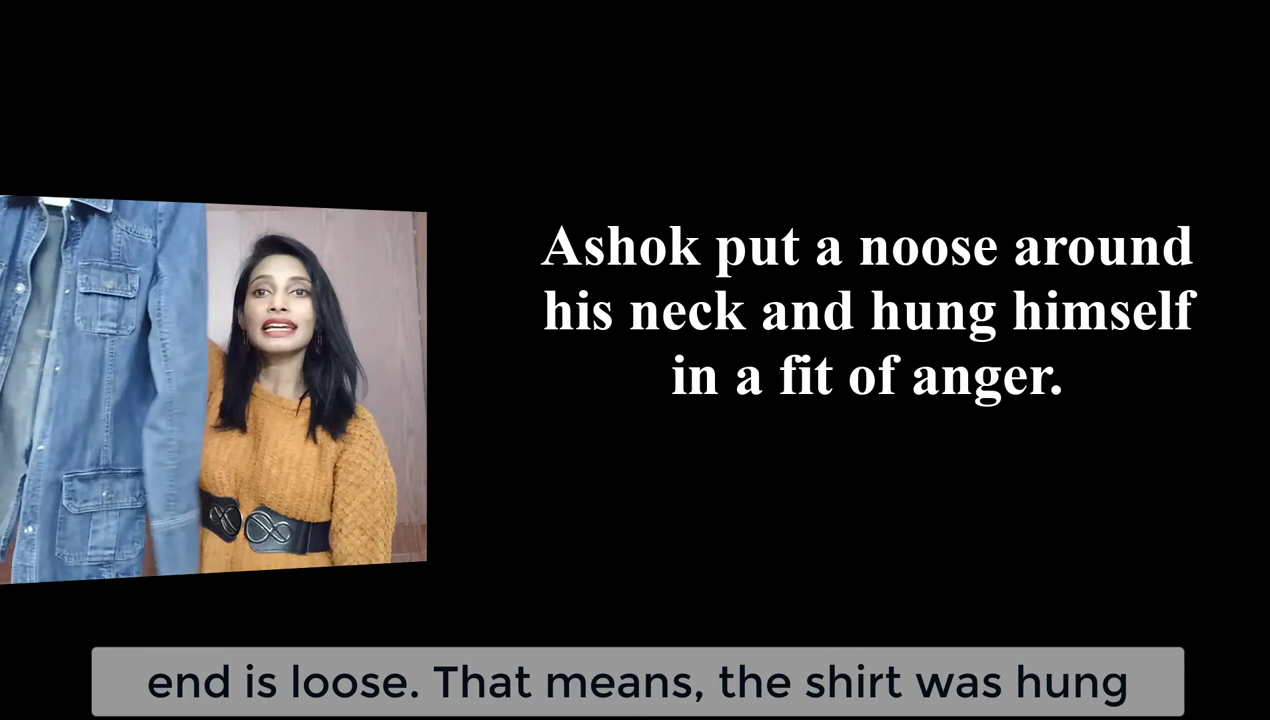 Ashok put a noose around
his neck and hung himself
in a fit of anger.
end is loose. That means, the shirt was hung